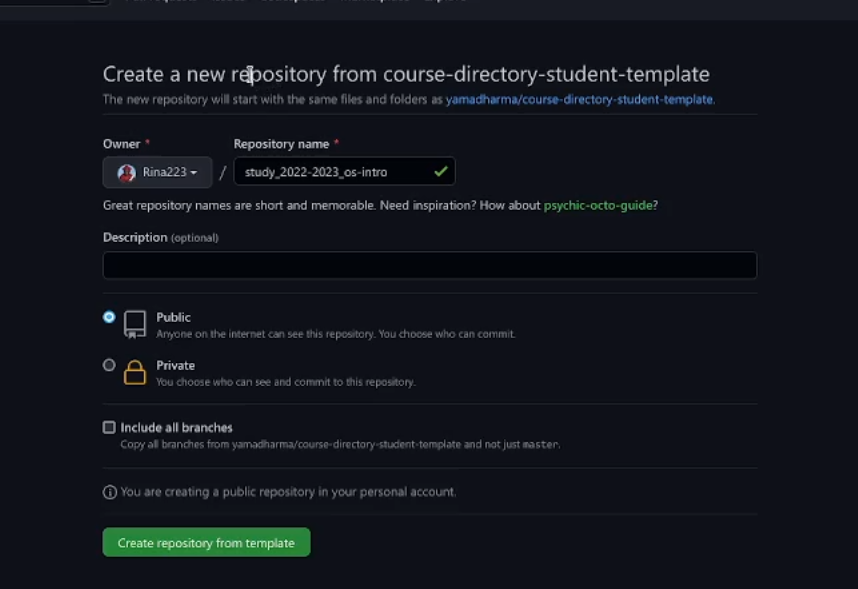 Create a new repository from course-directory-student-template
The new repository will start with the same files and folders as yamadharma/course-directory-student-template.
Owner *
Repository name *
Rina223
/
study_2022-2023_os-intro
Great repository names are short and memorable. Need inspiration? How about psychic-octo-guide?
Description (optional)
Public
Anyone on the internet can see this repository. You choose who can commit.
Private
You choose who can see and commit to this repository.
Include all branches
Copy all branches from yamadharma/course-directory-student-template and not just master.
You are creating a public repository in your personal account.
Create repository from template